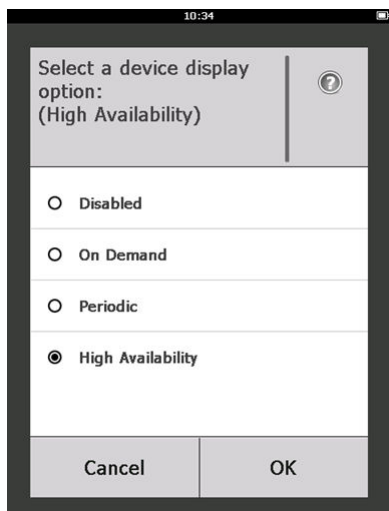 10:34
Select a device display
option:
(High Availability)
?
Disabled
On Demand
Periodic
High Availability
Cancel
OK